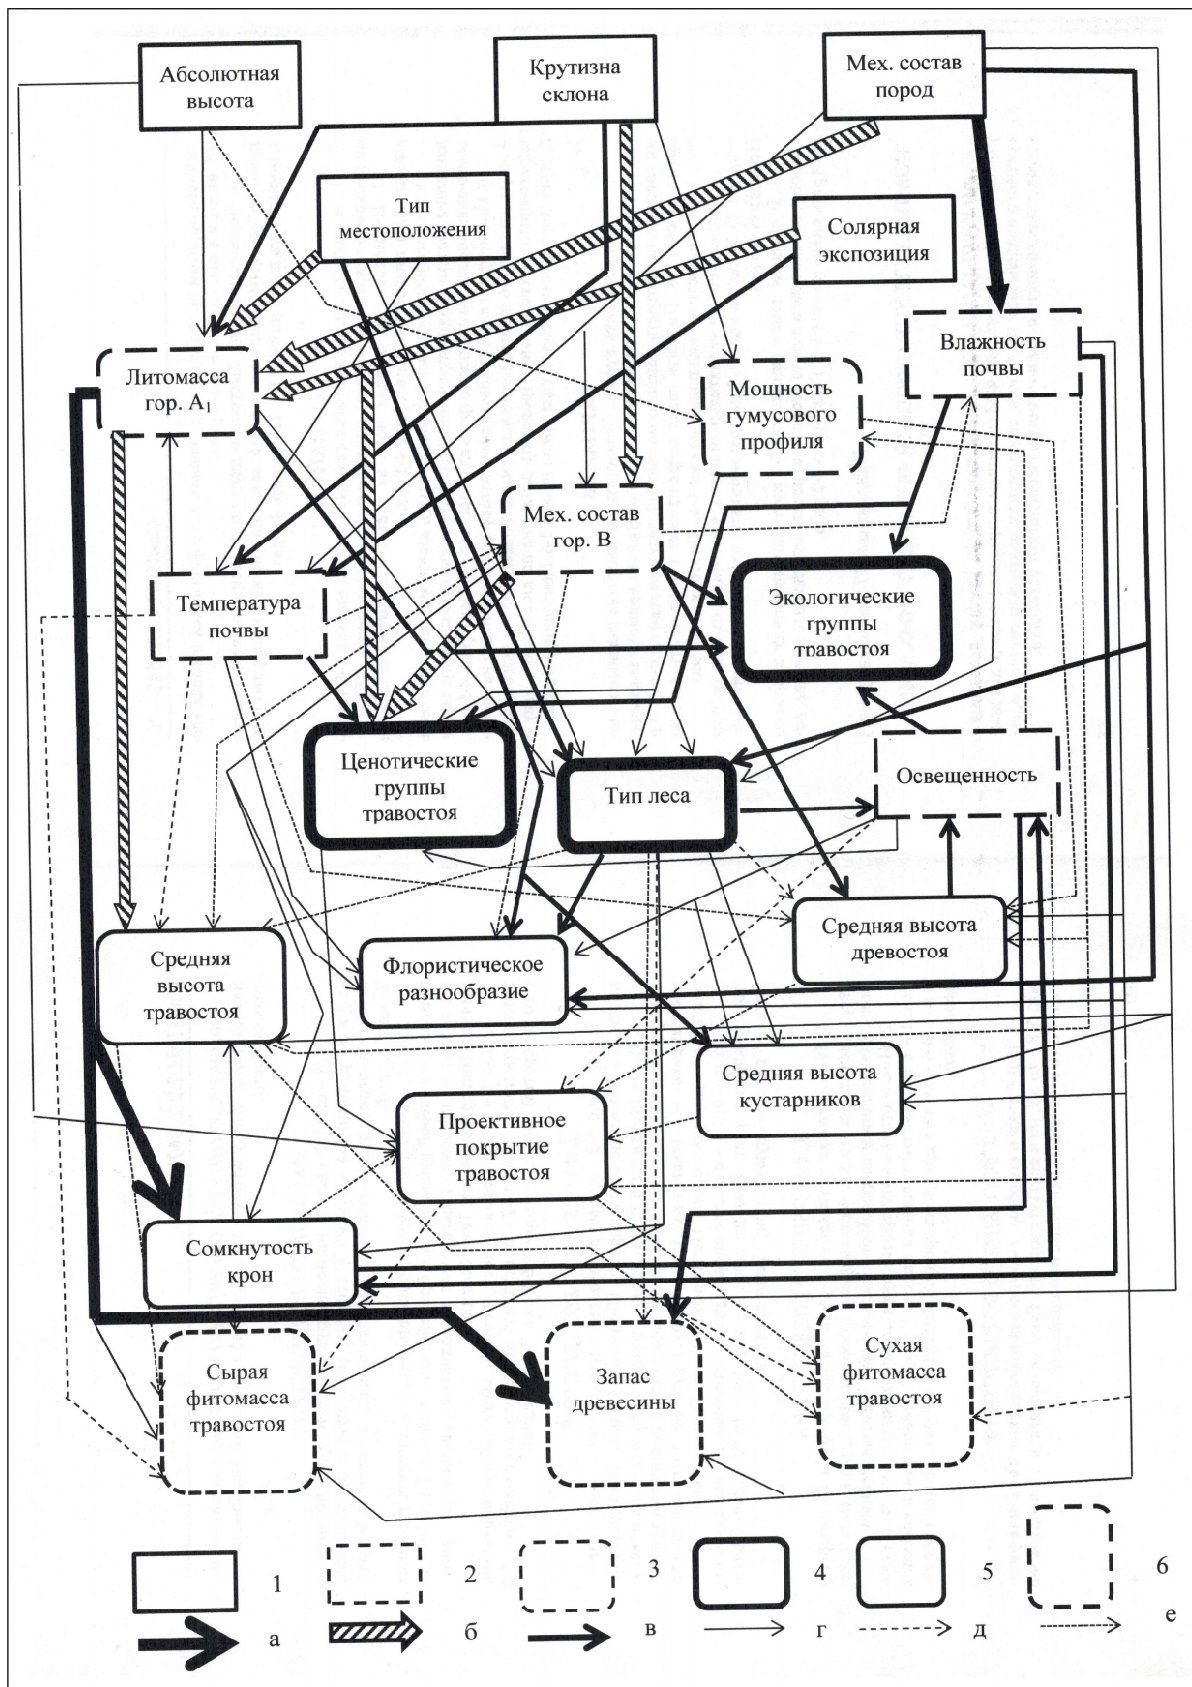 Абсолютная
высота
Крутизна
склона
Мех. состав
пород
Тип
местоположения
Солярная
экспозиция
Литомасса
гор. А₁
Влажность
почвы
Мощность
гумусового
профиля
Мех. состав
гор. В
Температура
почвы
Экологические
группы
травостоя
Ценотические
группы
травостоя
Тип леса
Освещенность
Средняя
высота
травостоя
Флористическое
разнообразие
Средняя высота
древостоя
Средняя высота
кустарников
Проективное
покрытие
травостоя
Сомкнутость
крон
Сырая
фитомасса
травостоя
Запас
древесины
Сухая
фитомасса
травостоя
1 2 3 4 5 6
а б в г д е